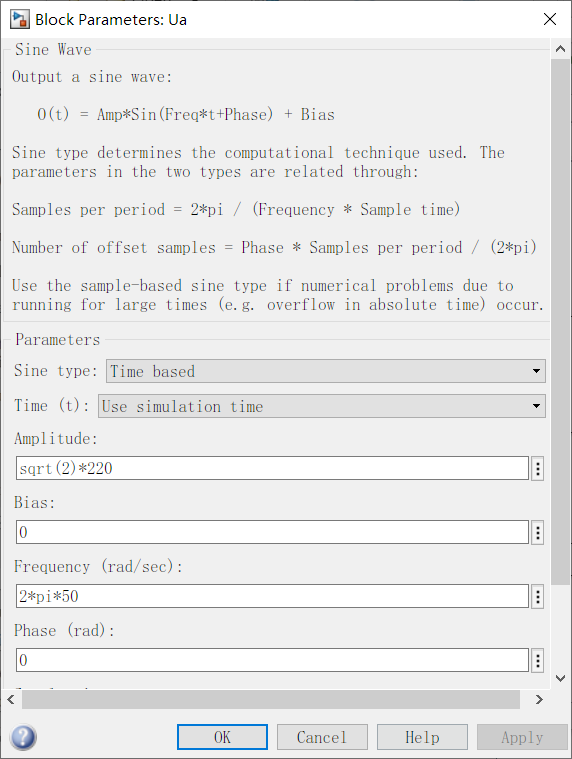 Block Parameters: Ua
Sine Wave
Output a sine wave:
O(t) = Amp*Sin(Freq*t+Phase) + Bias
Sine type determines the computational technique used. The
parameters in the two types are related through:
Samples per period = 2*pi / (Frequency * Sample time)
Number of offset samples = Phase * Samples per period / (2*pi)
Use the sample-based sine type if numerical problems due to
running for large times (e.g. overflow in absolute time) occur.
Parameters
Sine type: Time based
Time (t): Use simulation time
Amplitude:
sqrt(2)*220
Bias:
0
Frequency (rad/sec):
2*pi*50
Phase (rad):
0
OK Cancel Help Apply